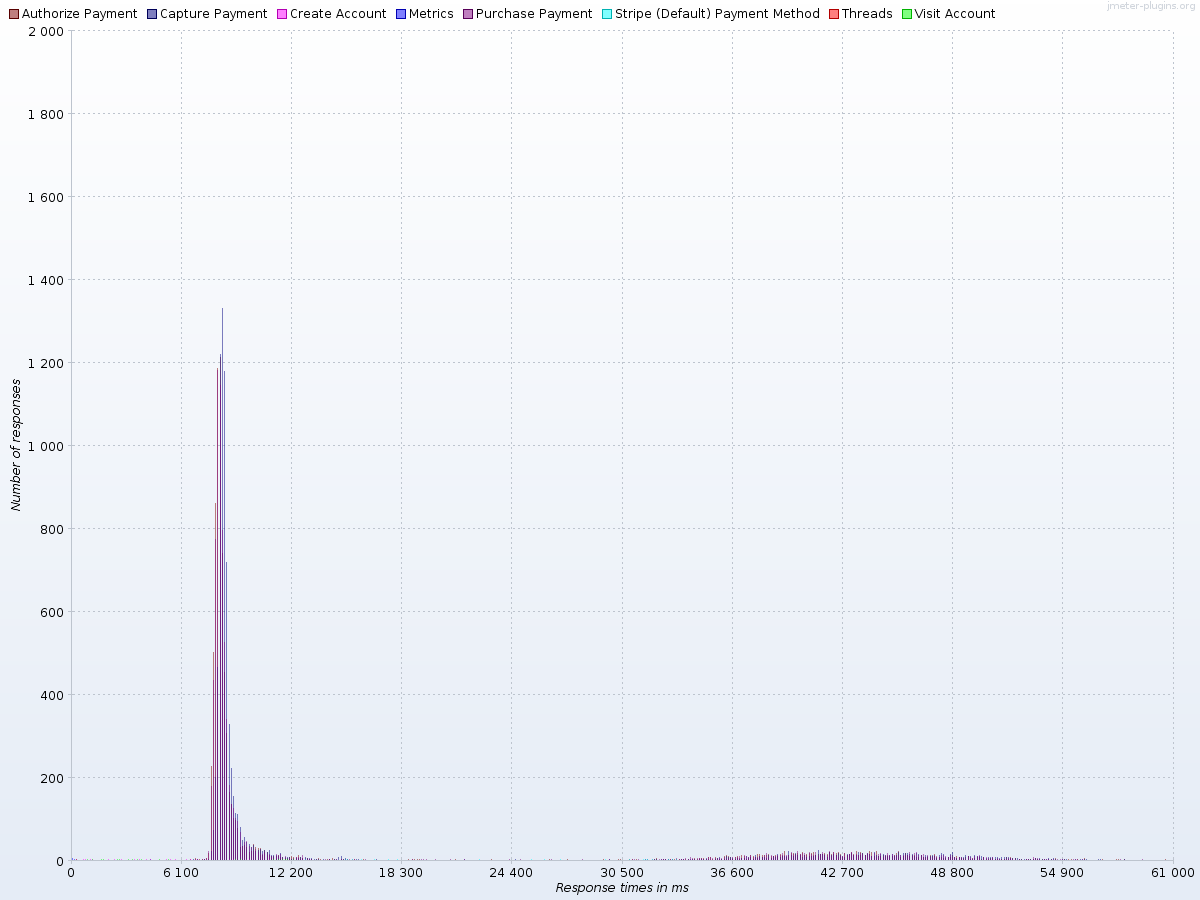 Authorize Payment Capture Payment Create Account Metrics Purchase Payment Stripe (Default) Payment Method Threads Visit Account
jmeter-plugins.org
2 000
1 800
1 600
1 400
1 200
1 000
800
600
400
200
0
Number of responses
0 6 100 12 200 18 300 24 400 30 500 36 600 42 700 48 800 54 900 61 000
Response times in ms